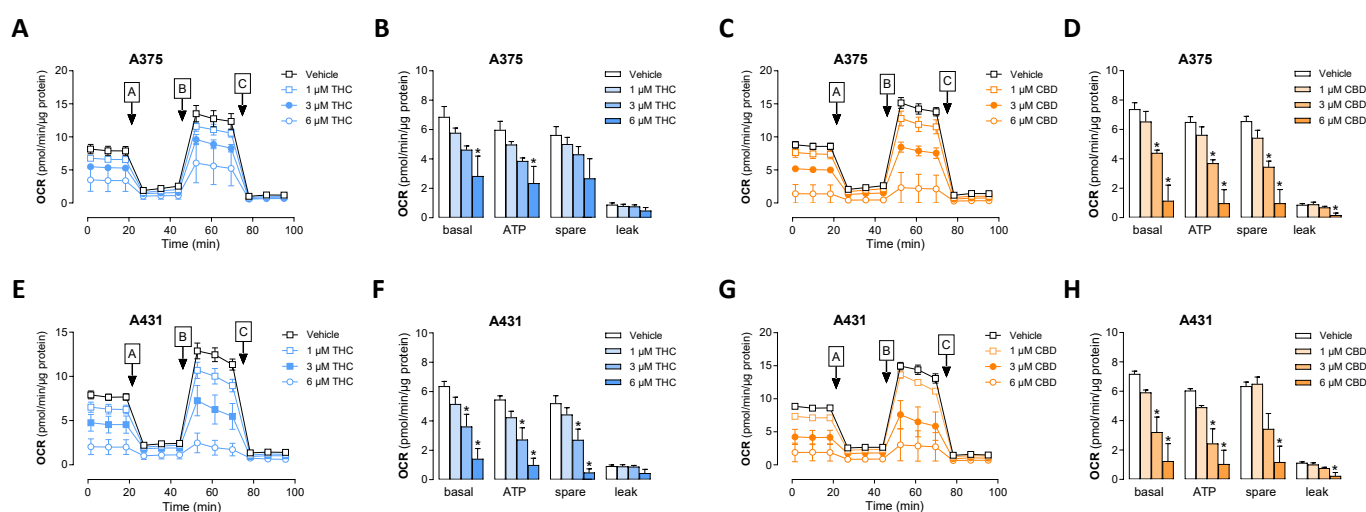 A
A375
OCR (pmol/min/µg protein)
20
15
10
5
0
0 20 40 60 80 100
Time (min)
A
B
C
Vehicle
1 µM THC
3 µM THC
6 µM THC
B
A375
OCR (pmol/min/µg protein)
10
8
6
4
2
0
* *
basal ATP spare leak
Vehicle
1 µM THC
3 µM THC
6 µM THC
C
A375
OCR (pmol/min/µg protein)
20
15
10
5
0
0 20 40 60 80 100
Time (min)
A
B
C
Vehicle
1 µM CBD
3 µM CBD
6 µM CBD
D
A375
OCR (pmol/min/µg protein)
10
8
6
4
2
0
* * * * * * *
basal ATP spare leak
Vehicle
1 µM CBD
3 µM CBD
6 µM CBD
E
A431
OCR (pmol/min/µg protein)
15
10
5
0
0 20 40 60 80 100
Time (min)
A
B
C
Vehicle
1 µM THC
3 µM THC
6 µM THC
F
A431
OCR (pmol/min/µg protein)
10
8
6
4
2
0
* * * * * *
basal ATP spare leak
Vehicle
1 µM THC
3 µM THC
6 µM THC
G
A431
OCR (pmol/min/µg protein)
20
15
10
5
0
0 20 40 60 80 100
Time (min)
A
B
C
Vehicle
1 µM CBD
3 µM CBD
6 µM CBD
H
A431
OCR (pmol/min/µg protein)
10
8
6
4
2
0
* * * * * *
basal ATP spare leak
Vehicle
1 µM CBD
3 µM CBD
6 µM CBD